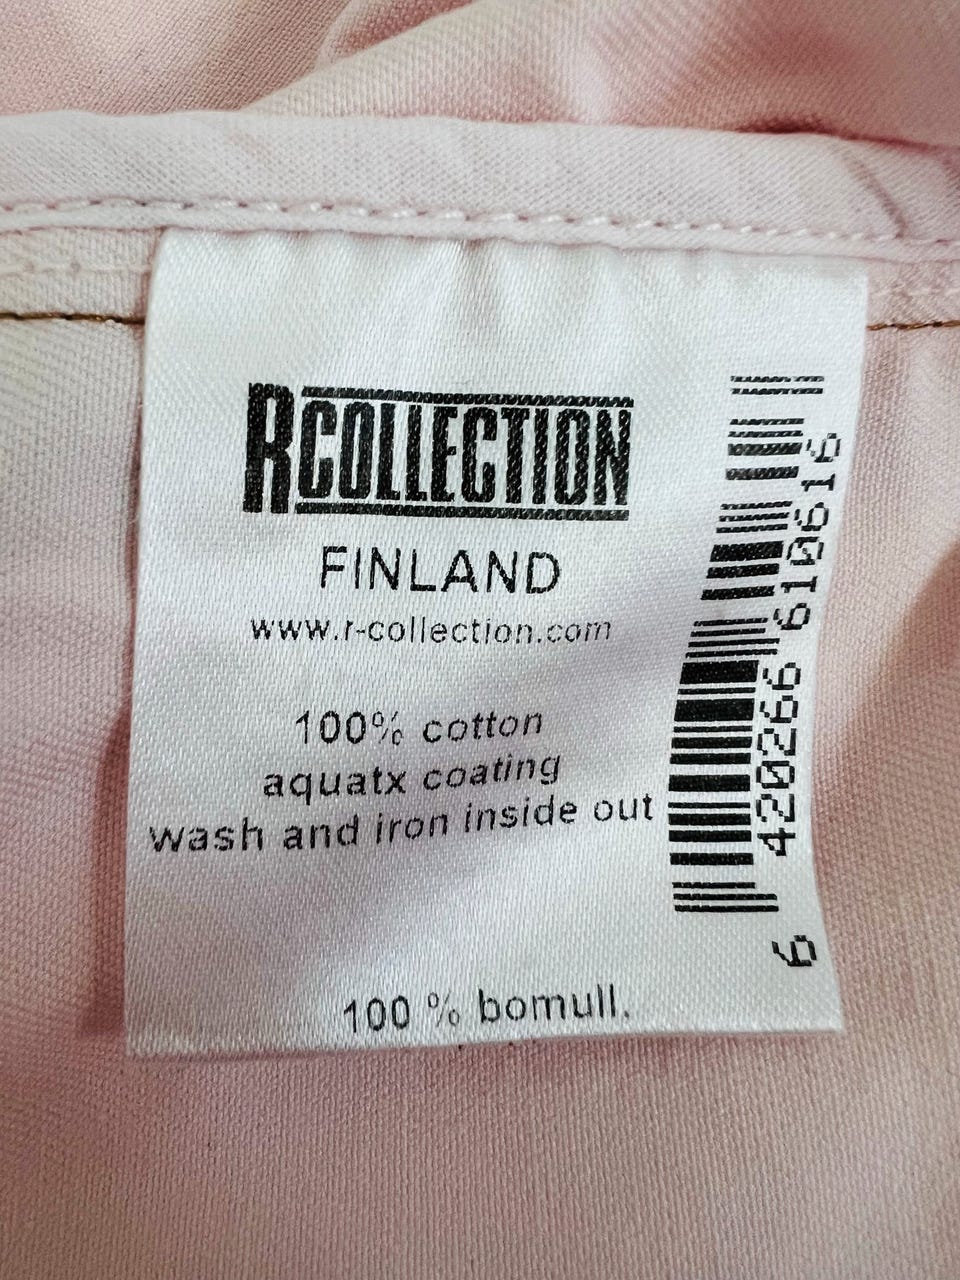 RCOLLECTION
FINLAND
www.r-collection.com
100% cotton
aquatx coating
wash and iron inside out
100 % bomull.
6 420266 610616